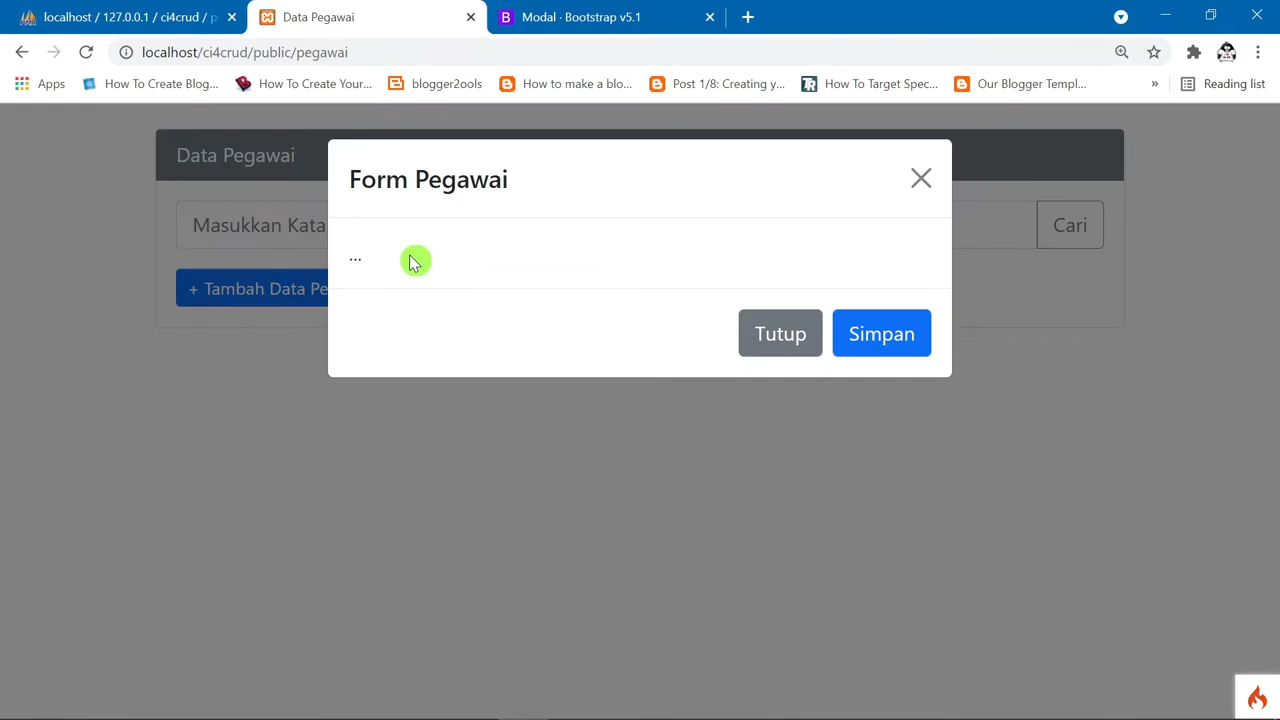 localhost / 127.0.0.1 / ci4crud / p
Data Pegawai
Modal · Bootstrap v5.1
localhost/ci4crud/public/pegawai
Apps
How To Create Blog...
How To Create Your...
blogger2ools
How to make a blo...
Post 1/8: Creating y...
How To Target Spec...
Our Blogger Templ...
»
Reading list
Data Pegawai
Form Pegawai
Masukkan Kata
Cari
...
+ Tambah Data Pe
Tutup
Simpan